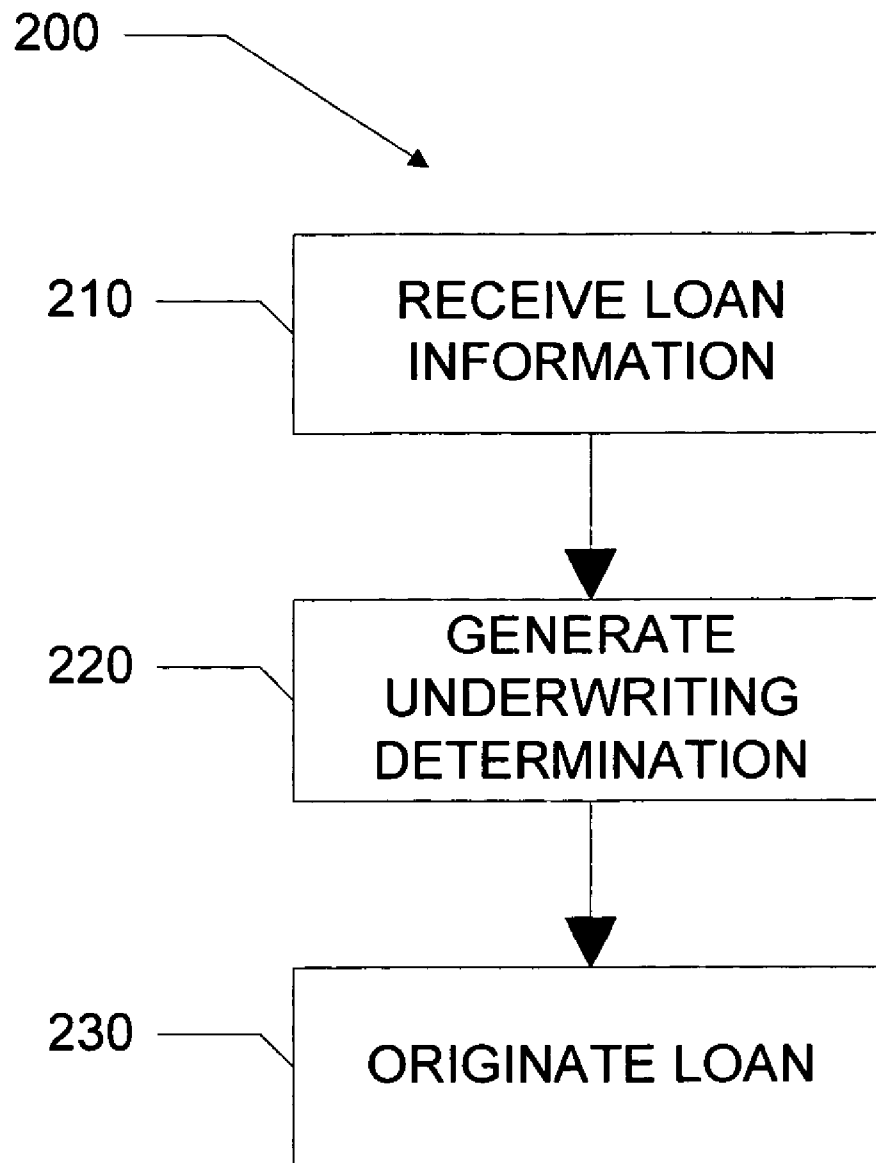 200
210
RECEIVE LOAN
INFORMATION
220
GENERATE
UNDERWRITING
DETERMINATION
230
ORIGINATE LOAN